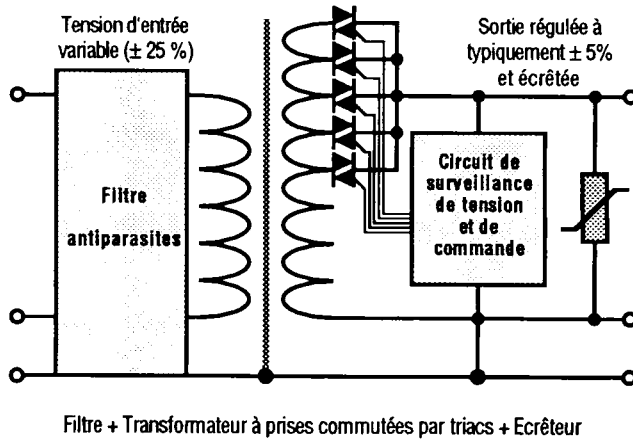 Tension d'entrée
variable (± 25 %)
Sortie régulée à
typiquement ± 5%
et écrêtée
Filtre
antiparasites
Circuit de
surveillance
de tension
et de
commande
Filtre + Transformateur à prises commutées par triacs + Ecrêteur